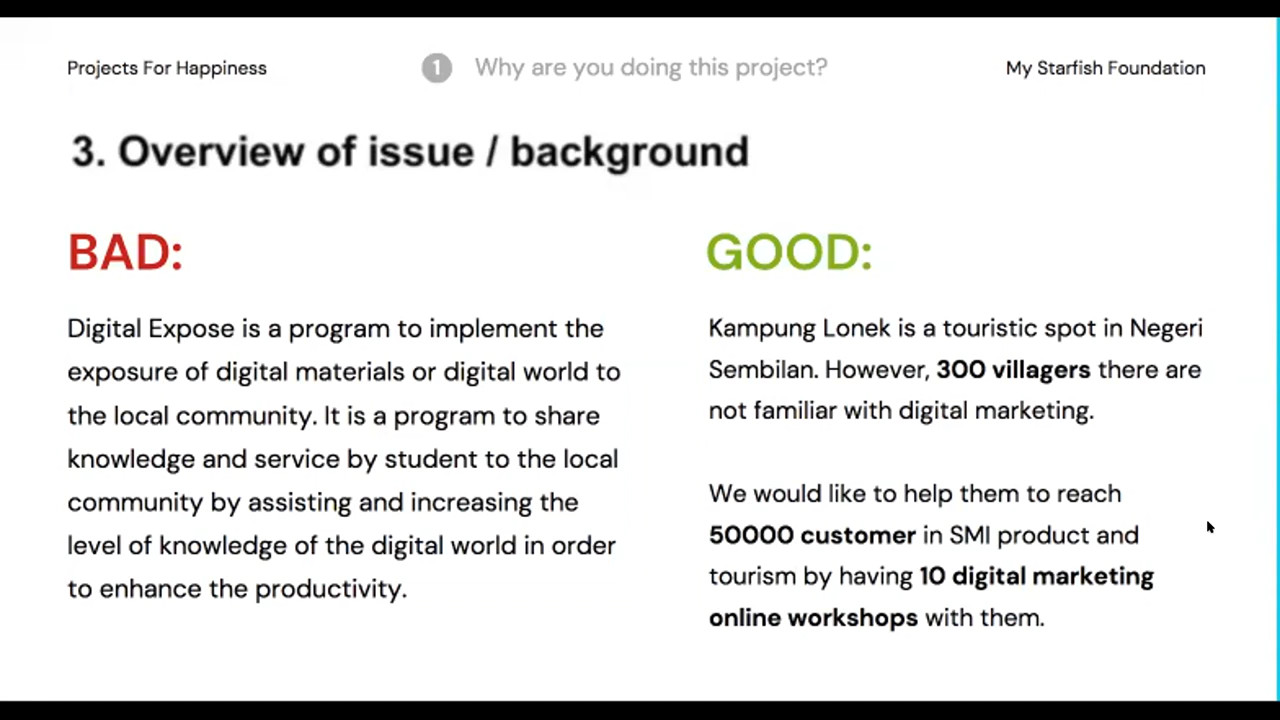 Projects For Happiness
1 Why are you doing this project?
My Starfish Foundation
3. Overview of issue / background
BAD:
Digital Expose is a program to implement the
exposure of digital materials or digital world to
the local community. It is a program to share
knowledge and service by student to the local
community by assisting and increasing the
level of knowledge of the digital world in order
to enhance the productivity.
GOOD:
Kampung Lonek is a touristic spot in Negeri
Sembilan. However, 300 villagers there are
not familiar with digital marketing.
We would like to help them to reach
50000 customer in SMI product and
tourism by having 10 digital marketing
online workshops with them.